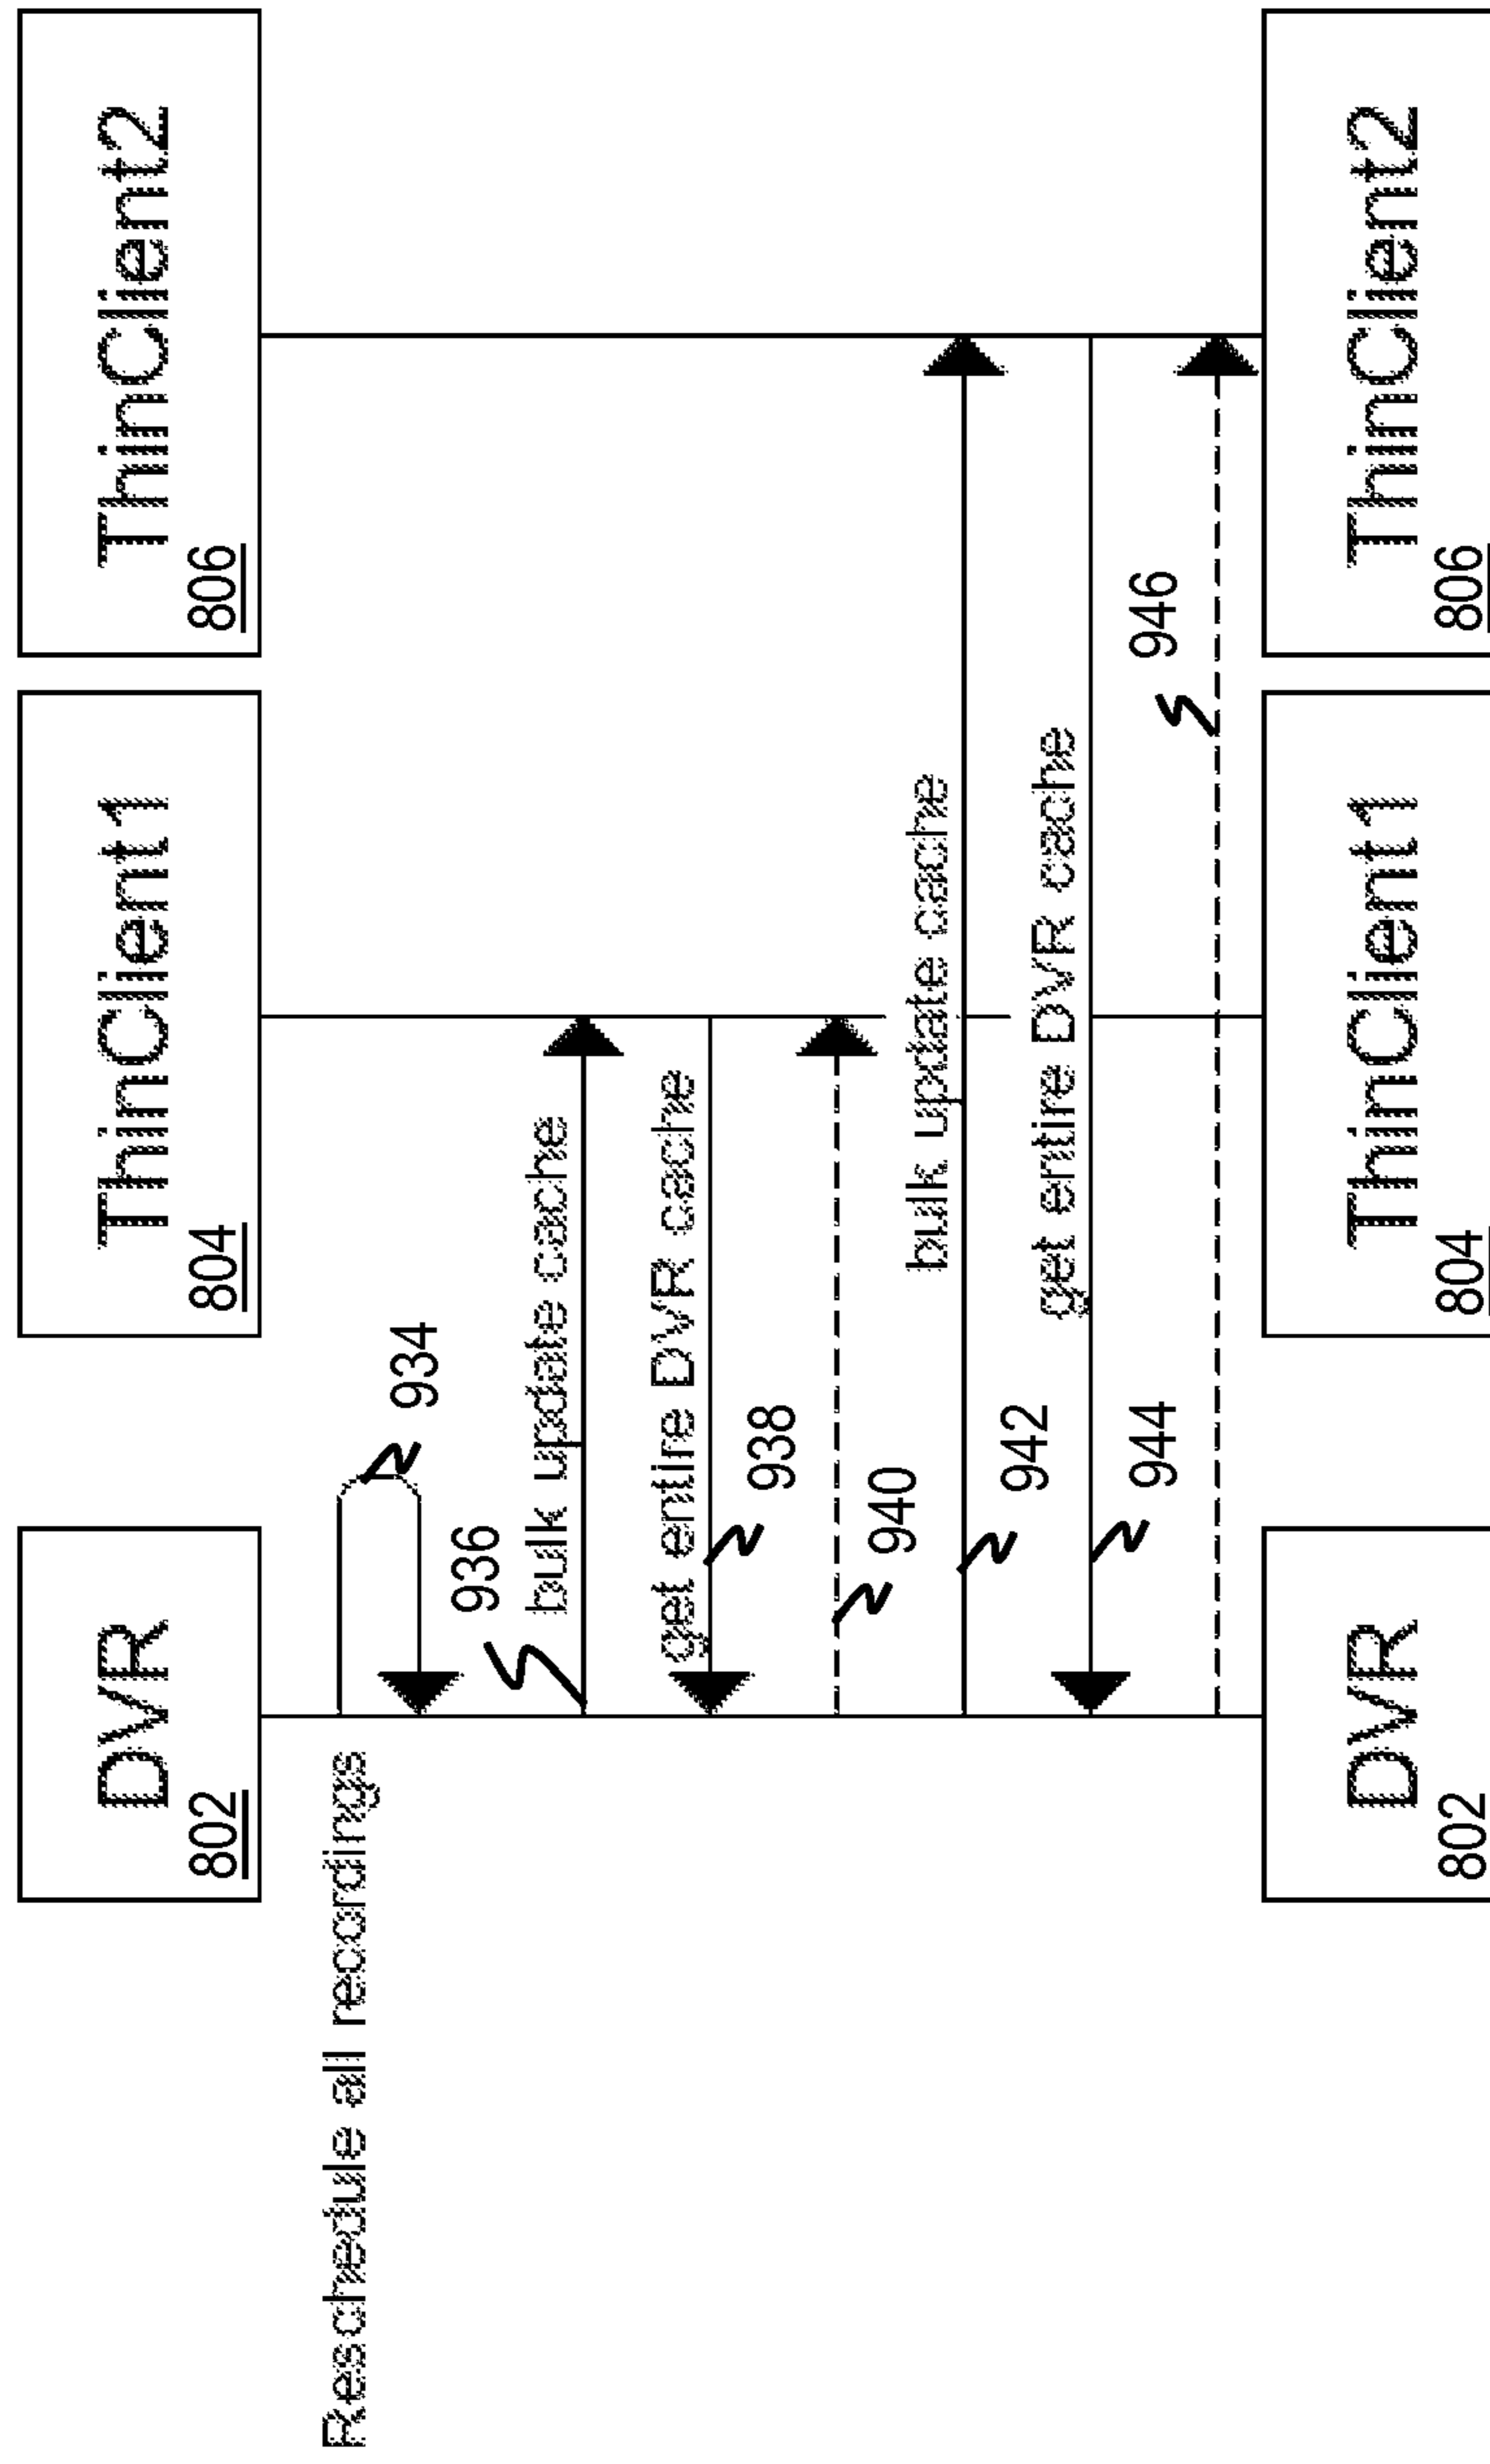 DVR
802
ThinClient1
804
ThinClient2
806
Reschedule all recordings
934
936
bulk update cache
get entire DVR cache
938
940
bulk update cache
942
get entire DVR cache
944
946
DVR
802
ThinClient1
804
ThinClient2
806